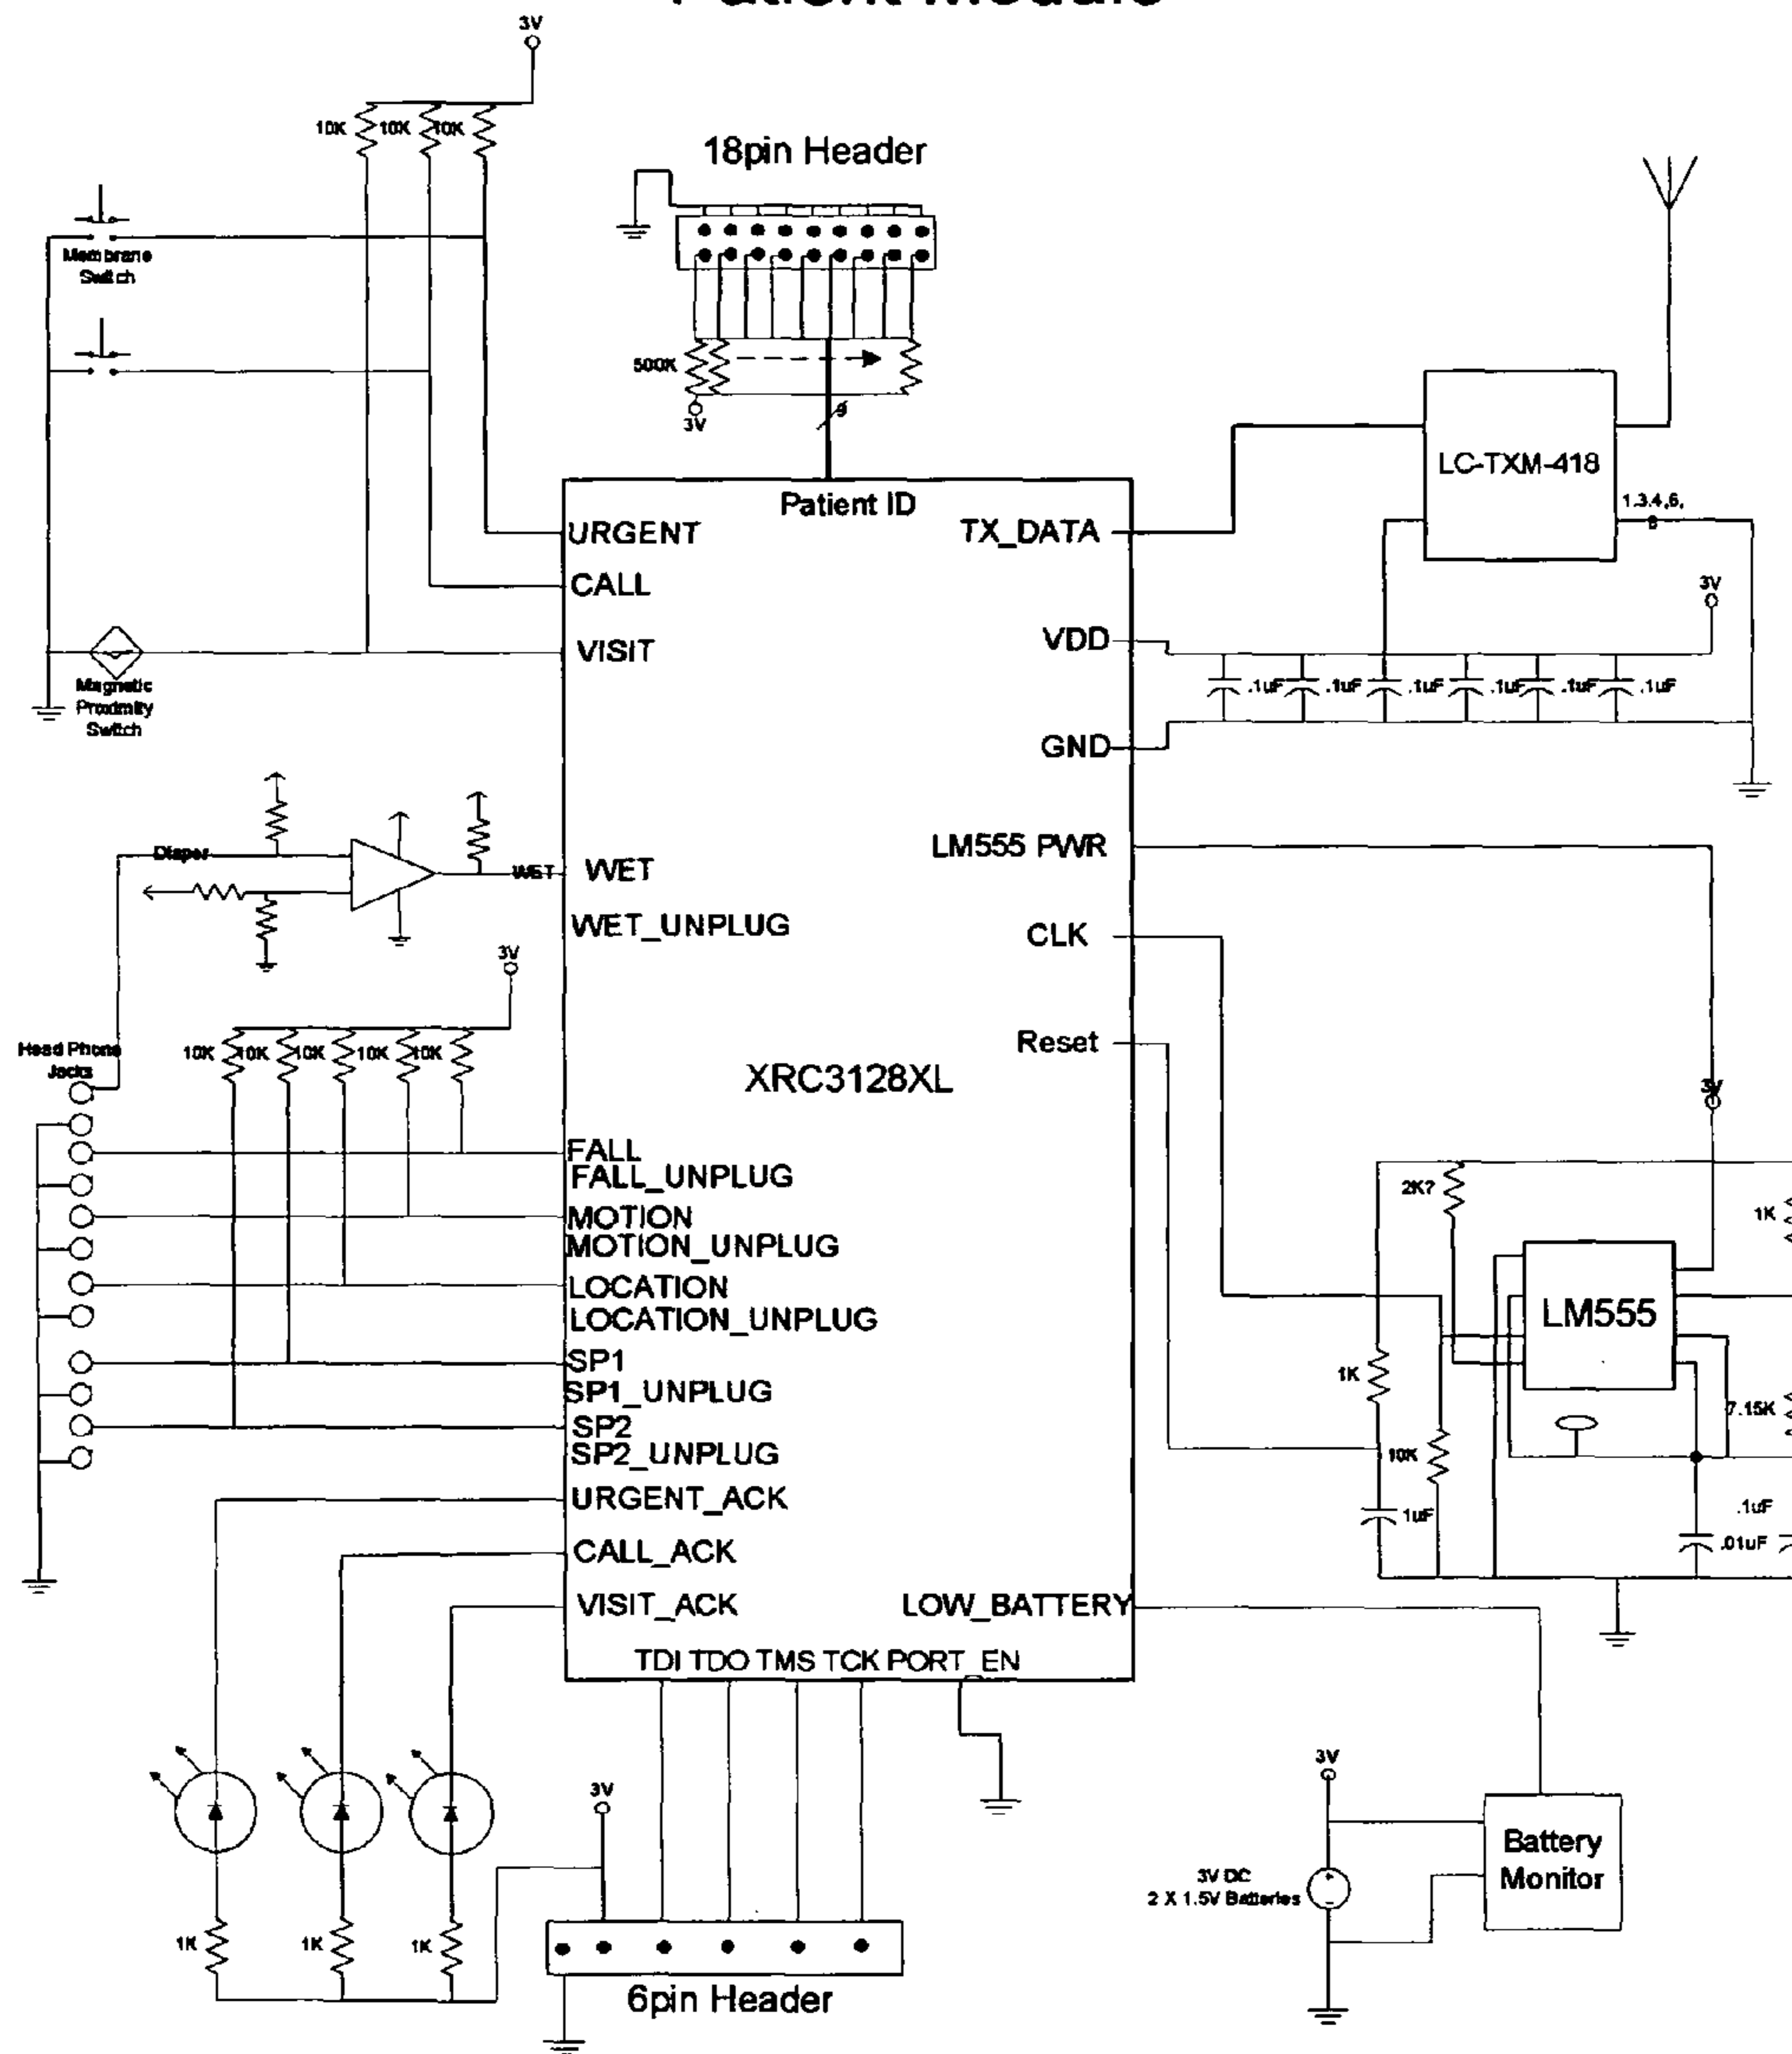 Patient Module
3V
10K
10K
10K
18pin Header
Membrane
Switch
500K
3V
9
LC-TXM-418
1,3,4,6,
8
Patient ID
URGENT
TX_DATA
CALL
3V
VDD
VISIT
.1uF
.1uF
.1uF
.1uF
.1uF
.1uF
Magnetic
Proximity
Switch
GND
LM555 PWR
Diaper
WET
WET
WET_UNPLUG
CLK
3V
Reset
Head Phone
Jacks
10K
10K
10K
10K
10K
XRC3128XL
3V
FALL
FALL_UNPLUG
2K?
1K
MOTION
MOTION_UNPLUG
LOCATION
LOCATION_UNPLUG
LM555
SP1
1K
SP1_UNPLUG
7.15K
SP2
SP2_UNPLUG
10K
URGENT_ACK
1uF
.1uF
.01uF
CALL_ACK
VISIT_ACK
LOW_BATTERY
TDI TDO TMS TCK PORT_EN
3V
3V
Battery
Monitor
3V DC
2 X 1.5V Batteries
1K
1K
1K
6pin Header